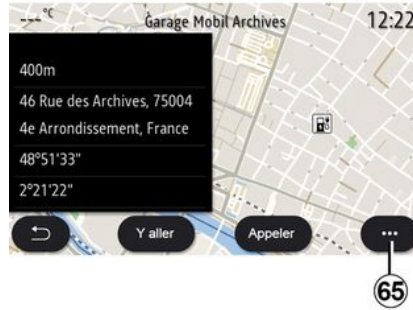 ---°C
Garage Mobil Archives
12:22
400m
46 Rue des Archives, 75004
4e Arrondissement, France
48°51'33"
2°21'22"
Y aller
Appeler
...
65